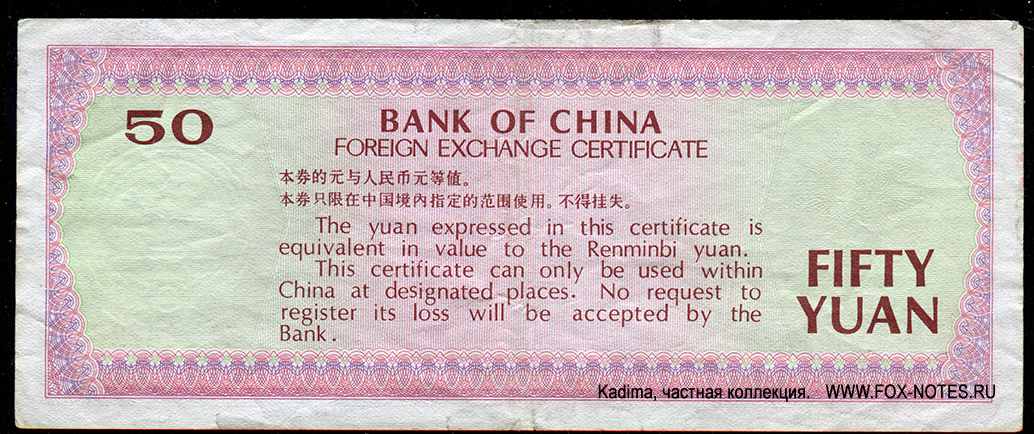 50
BANK OF CHINA
FOREIGN EXCHANGE CERTIFICATE
本券的元与人民币元等值。
本券只限在中国境內指定的范围使用。不得挂失。
The yuan expressed in this certificate is
equivalent in value to the Renminbi yuan.
This certificate can only be used within
China at designated places. No request to
register its loss will be accepted by the
Bank.
FIFTY
YUAN
Kadima, частная коллекция. WWW.FOX-NOTES.RU